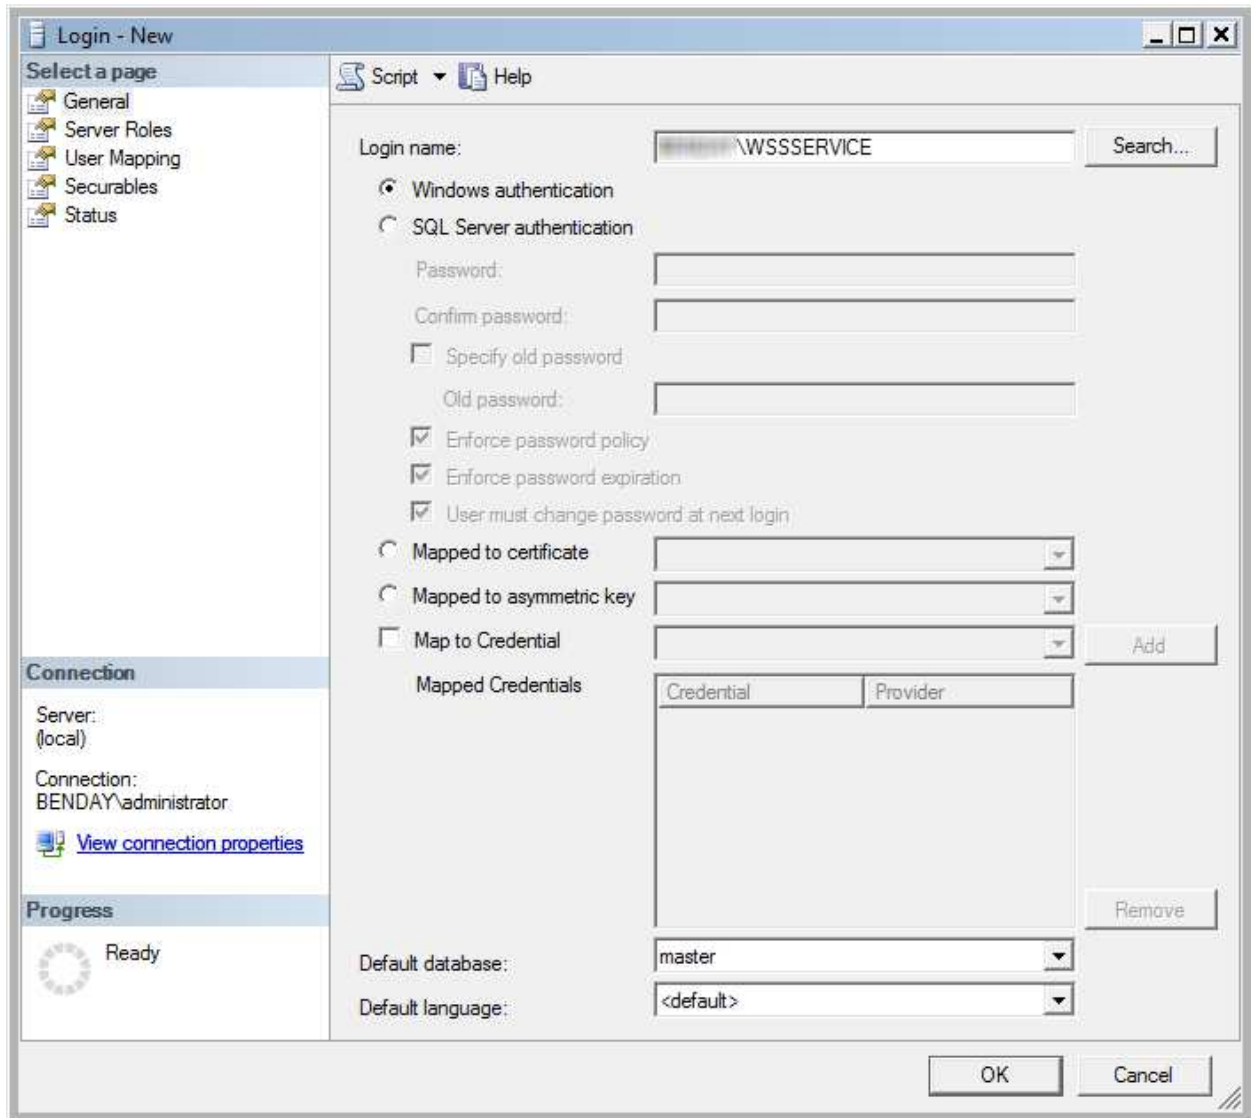 Login - New
Select a page
General
Server Roles
User Mapping
Securables
Status
Connection
Server:
(local)
Connection:
BENDAY\administrator
View connection properties
Progress
Ready
Script Help
Login name: \WSSSERVICE Search...
Windows authentication
SQL Server authentication
Password:
Confirm password:
Specify old password
Old password:
Enforce password policy
Enforce password expiration
User must change password at next login
Mapped to certificate
Mapped to asymmetric key
Map to Credential Add
Mapped Credentials Credential Provider
Remove
Default database: master
Default language: <default>
OK Cancel